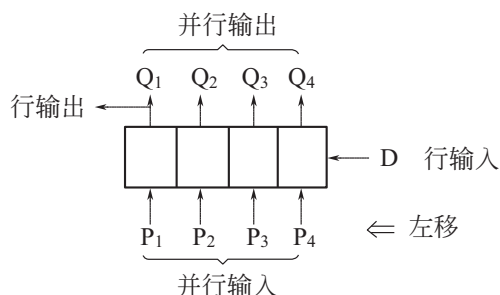 并行输出
Q₁ Q₂ Q₃ Q₄
行输出
D 行输入
P₁ P₂ P₃ P₄
⇐ 左移
并行输入